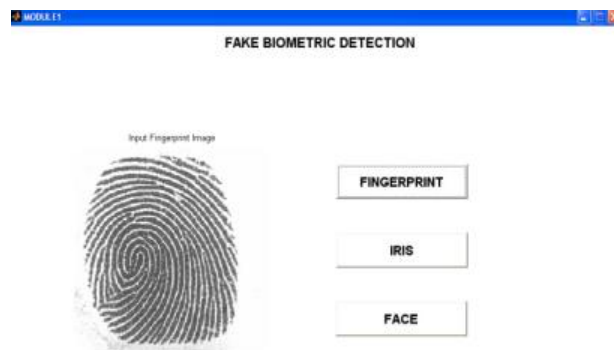 MODULE1
FAKE BIOMETRIC DETECTION
Input Fingerprint Image
FINGERPRINT
IRIS
FACE